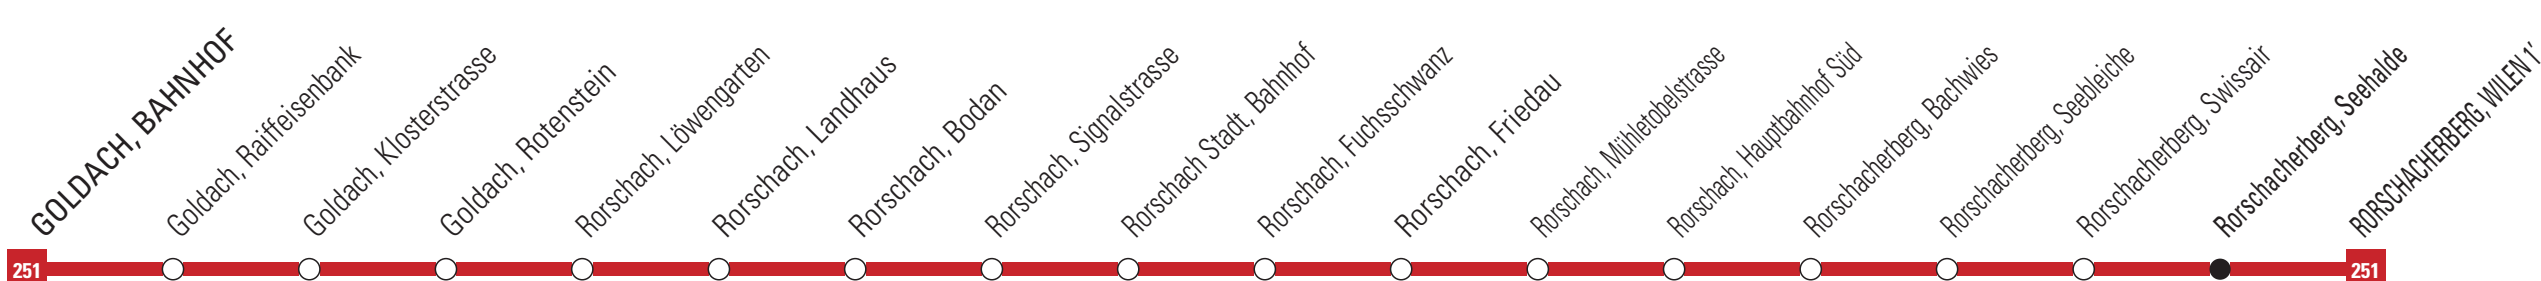 GOLDACH, BAHNHOF
Goldach, Raiffeisenbank
Goldach, Klosterstrasse
Goldach, Rotenstein
Rorschach, Löwengarten
Rorschach, Landhaus
Rorschach, Bodan
Rorschach, Signalstrasse
Rorschach Stadt, Bahnhof
Rorschach, Fuchsschwanz
Rorschach, Friedau
Rorschach, Mühletobelstrasse
Rorschach, Hauptbahnhof Süd
Rorschacherberg, Bachwies
Rorschacherberg, Seebleiche
Rorschacherberg, Swissair
Rorschacherberg, Seehalde
RORSCHACHERBERG, WILEN
251
251